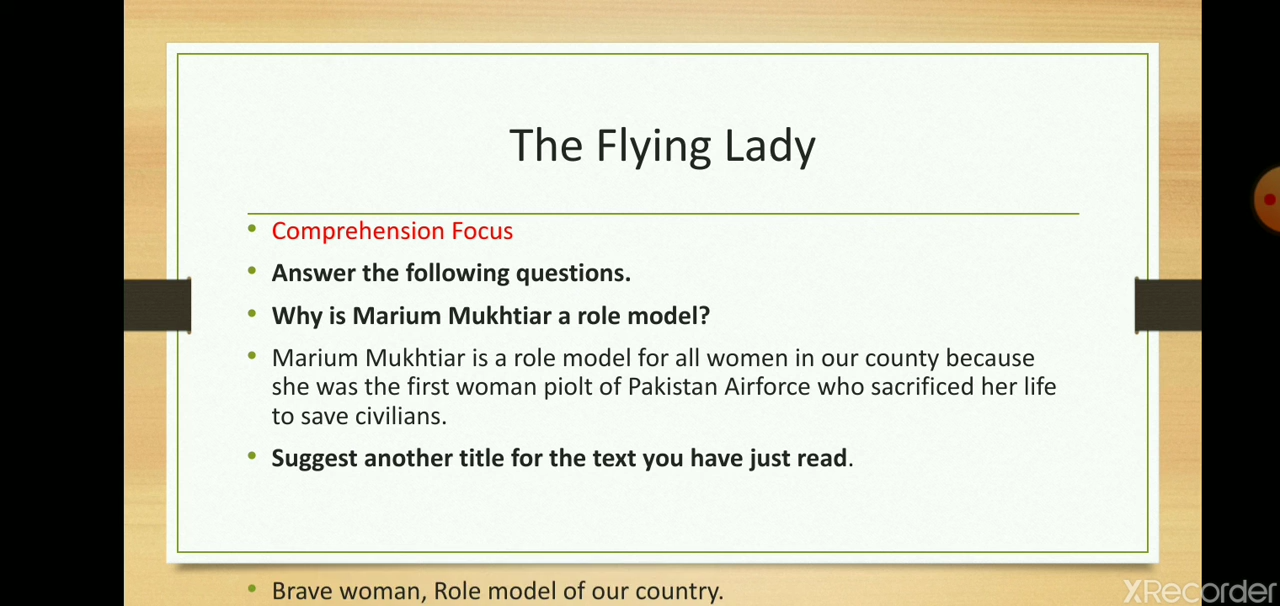 The Flying Lady
• Comprehension Focus
• Answer the following questions.
• Why is Marium Mukhtiar a role model?
• Marium Mukhtiar is a role model for all women in our county because
she was the first woman piolt of Pakistan Airforce who sacrificed her life
to save civilians.
• Suggest another title for the text you have just read.
• Brave woman, Role model of our country.
XRecorder